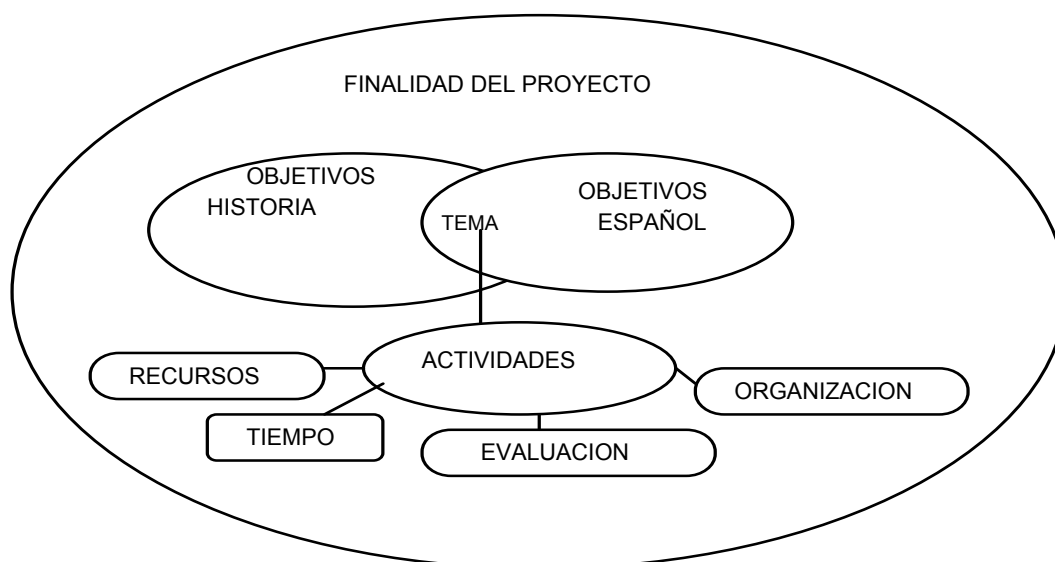 FINALIDAD DEL PROYECTO
OBJETIVOS
HISTORIA
TEMA
OBJETIVOS
ESPAÑOL
ACTIVIDADES
RECURSOS
TIEMPO
EVALUACION
ORGANIZACION